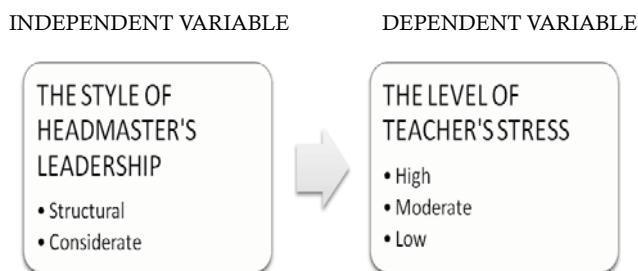 INDEPENDENT VARIABLE
DEPENDENT VARIABLE
THE STYLE OF
HEADMASTER'S
LEADERSHIP
• Structural
• Considerate
THE LEVEL OF
TEACHER'S STRESS
• High
• Moderate
• Low